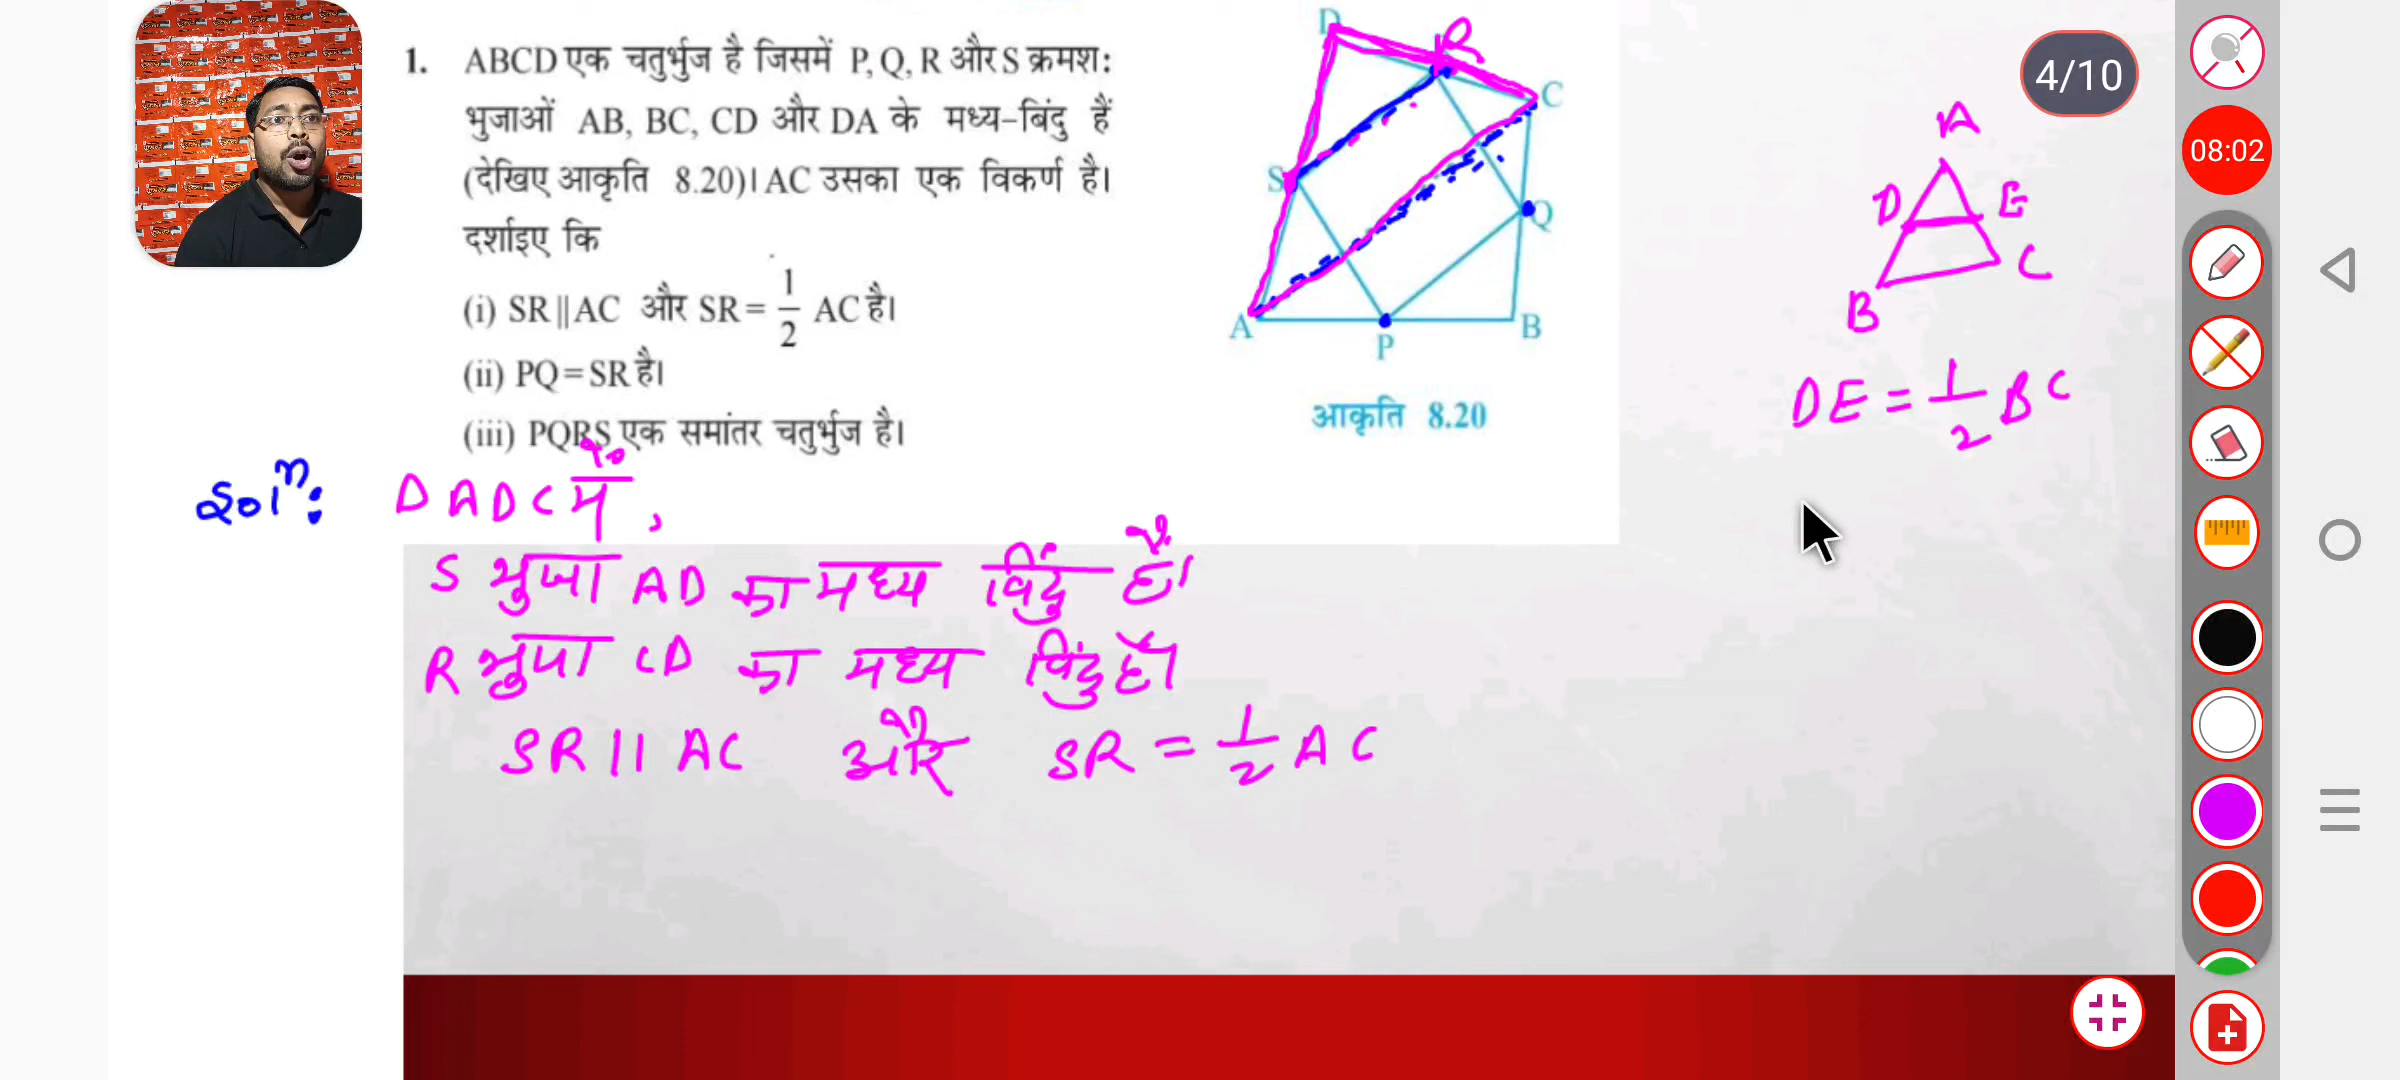 1. ABCD एक चतुर्भुज है जिसमें P, Q, R और S क्रमश:
भुजाओं AB, BC, CD और DA के मध्य-बिंदु हैं
(देखिए आकृति 8.20)। AC उसका एक विकर्ण है।
दर्शाइए कि
(i) SR || AC और SR = 1/2 AC है।
(ii) PQ = SR है।
(iii) PQRS एक समांतर चतुर्भुज है।
D
R
C
S
Q
A
P
B
आकृति 8.20
4/10
08:02
A
D E
B C
DE = 1/2 BC
Solⁿ: D ADC में,
S भुजा AD का मध्य बिंदु है।
R भुजा CD का मध्य बिंदु है।
SR || AC और SR = 1/2 AC